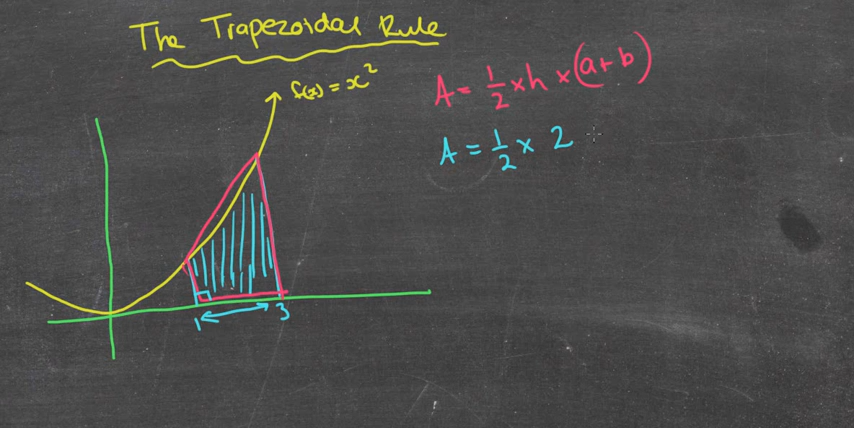 The Trapezoidal Rule
f(x) = x²
A = 1/2 × h × (a + b)
A = 1/2 × 2
1 3